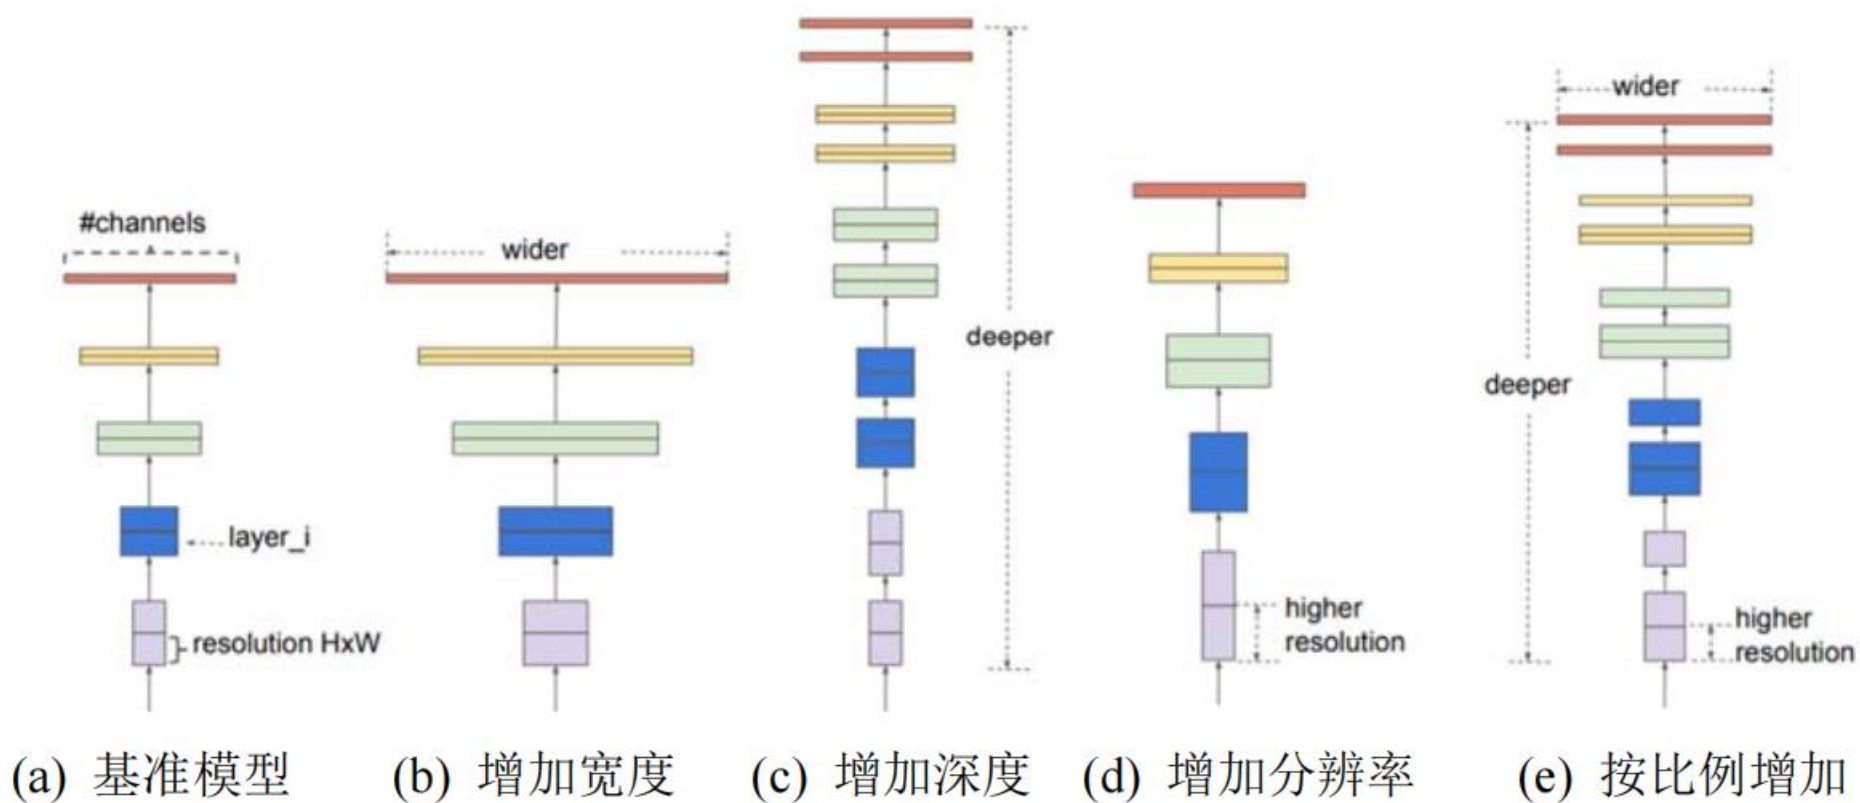 #channels
layer_i
resolution HxW
(a) 基准模型
wider
(b) 增加宽度
deeper
(c) 增加深度
higher
resolution
(d) 增加分辨率
wider
deeper
higher
resolution
(e) 按比例增加